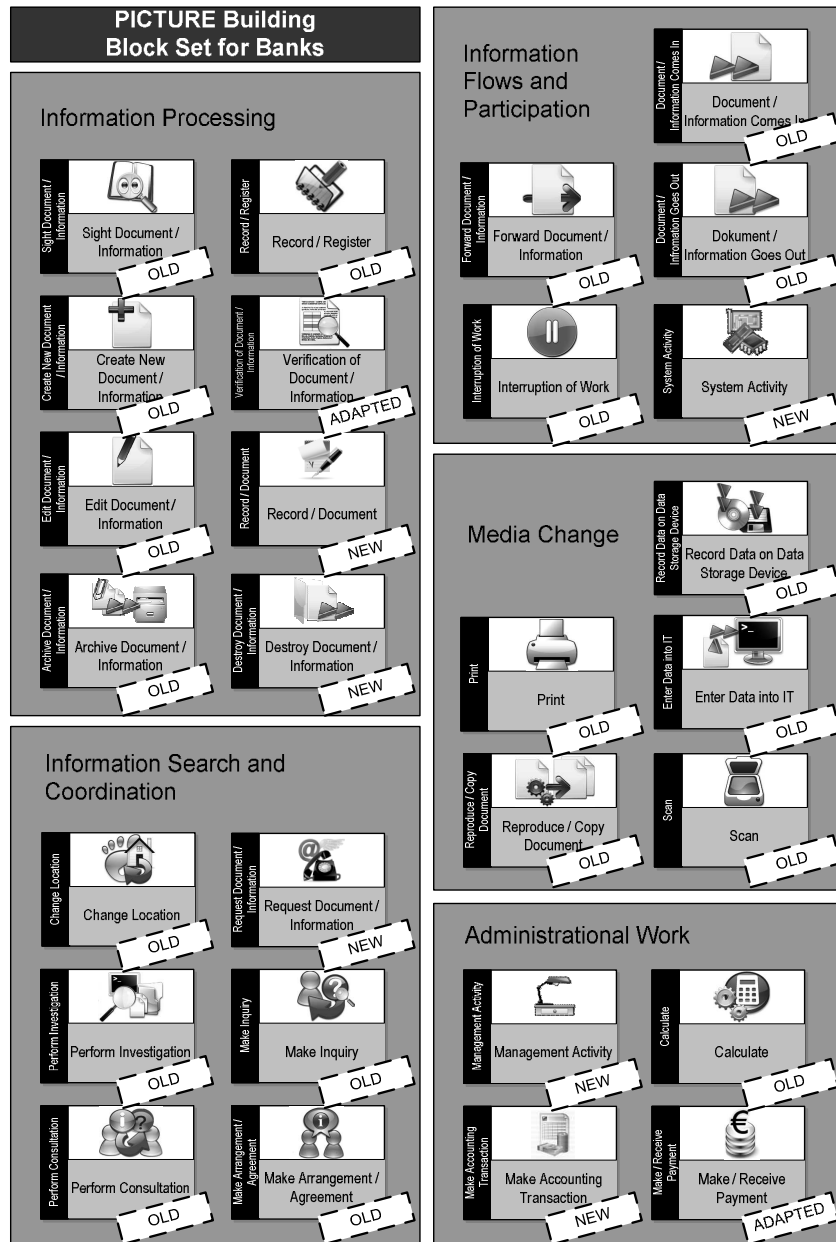 PICTURE Building
Block Set for Banks
Information Processing
Sight Document /
Information
Sight Document /
Information
OLD
Record / Register
Record / Register
OLD
Create New Document
/ Information
Create New
Document /
Information
OLD
Verification of Document /
Information
Verification of
Document /
Information
ADAPTED
Edit Document /
Information
Edit Document /
Information
OLD
Record / Document
Record / Document
NEW
Archive Document /
Information
Archive Document /
Information
OLD
Destroy Document /
Information
Destroy Document /
Information
NEW
Information Search and
Coordination
Change Location
Change Location
OLD
Request Document /
Information
Request Document /
Information
NEW
Perform Investigation
Perform Investigation
OLD
Make Inquiry
Make Inquiry
OLD
Perform Consultation
Perform Consultation
OLD
Make Arrangement /
Agreement
Make Arrangement /
Agreement
OLD
Information
Flows and
Participation
Document /
Information Comes In
Document /
Information Comes In
OLD
Forward Document /
Information
Forward Document /
Information
OLD
Document /
Infromation Goes Out
Dokument /
Information Goes Out
OLD
Interruption of Work
Interruption of Work
OLD
System Activity
System Activity
NEW
Media Change
Record Data on Data
Storage Device
Record Data on Data
Storage Device
OLD
Print
Print
OLD
Enter Data into IT
Enter Data into IT
OLD
Reproduce / Copy
Document
Reproduce / Copy
Document
OLD
Scan
Scan
OLD
Administrational Work
Management Activity
Management Activity
NEW
Calculate
Calculate
OLD
Make Accounting
Transaction
Make Accounting
Transaction
NEW
Make / Receive
Payment
€
Make / Receive
Payment
ADAPTED